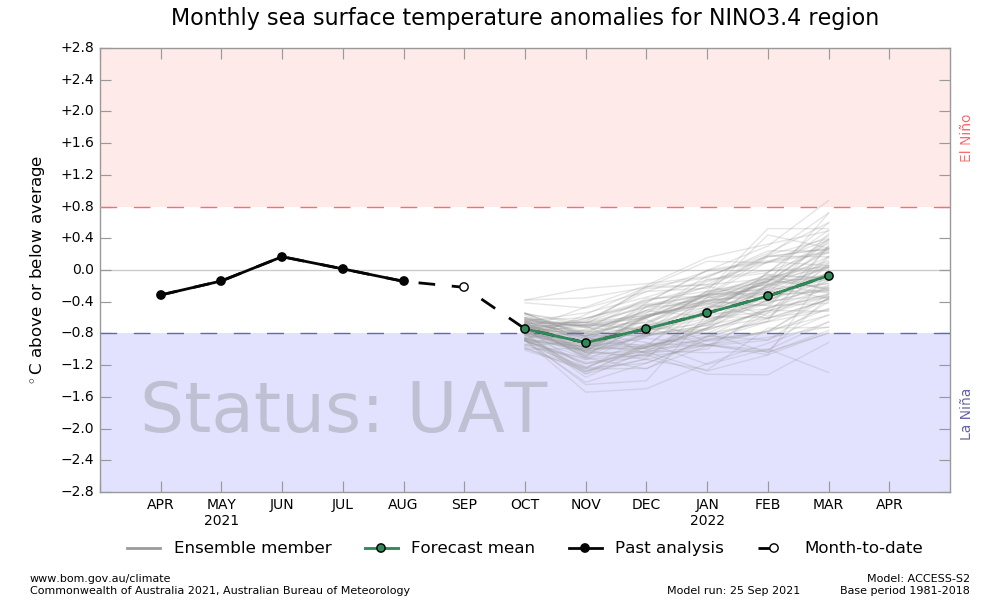 Monthly sea surface temperature anomalies for NINO3.4 region
+2.8
+2.4
+2.0
+1.6
+1.2
+0.8
+0.4
0.0
−0.4
−0.8
−1.2
−1.6
−2.0
−2.4
−2.8
°C above or below average
El Niño
La Niña
Status: UAT
APR MAY JUN JUL AUG SEP OCT NOV DEC JAN FEB MAR APR
2021 2022
Ensemble member Forecast mean Past analysis Month-to-date
www.bom.gov.au/climate Model: ACCESS-S2
Commonwealth of Australia 2021, Australian Bureau of Meteorology Model run: 25 Sep 2021 Base period 1981-2018